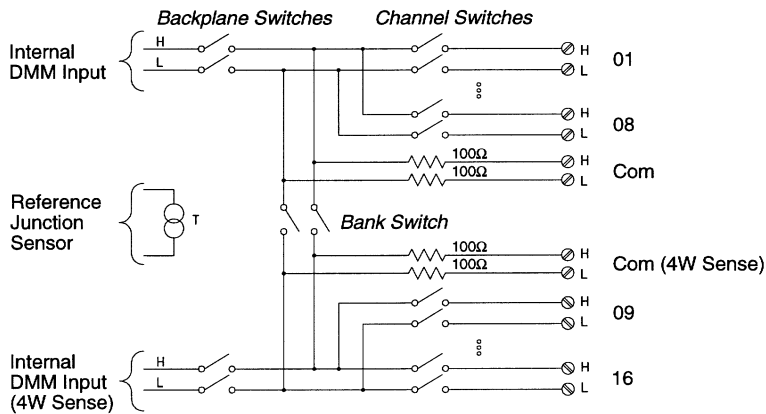 Backplane Switches Channel Switches
Internal
DMM Input
H
L
H
L
01
H
L
08
100Ω
100Ω
H
L
Com
Reference
Junction
Sensor
T
Bank Switch
100Ω
100Ω
H
L
Com (4W Sense)
H
L
09
Internal
DMM Input
(4W Sense)
H
L
H
L
16